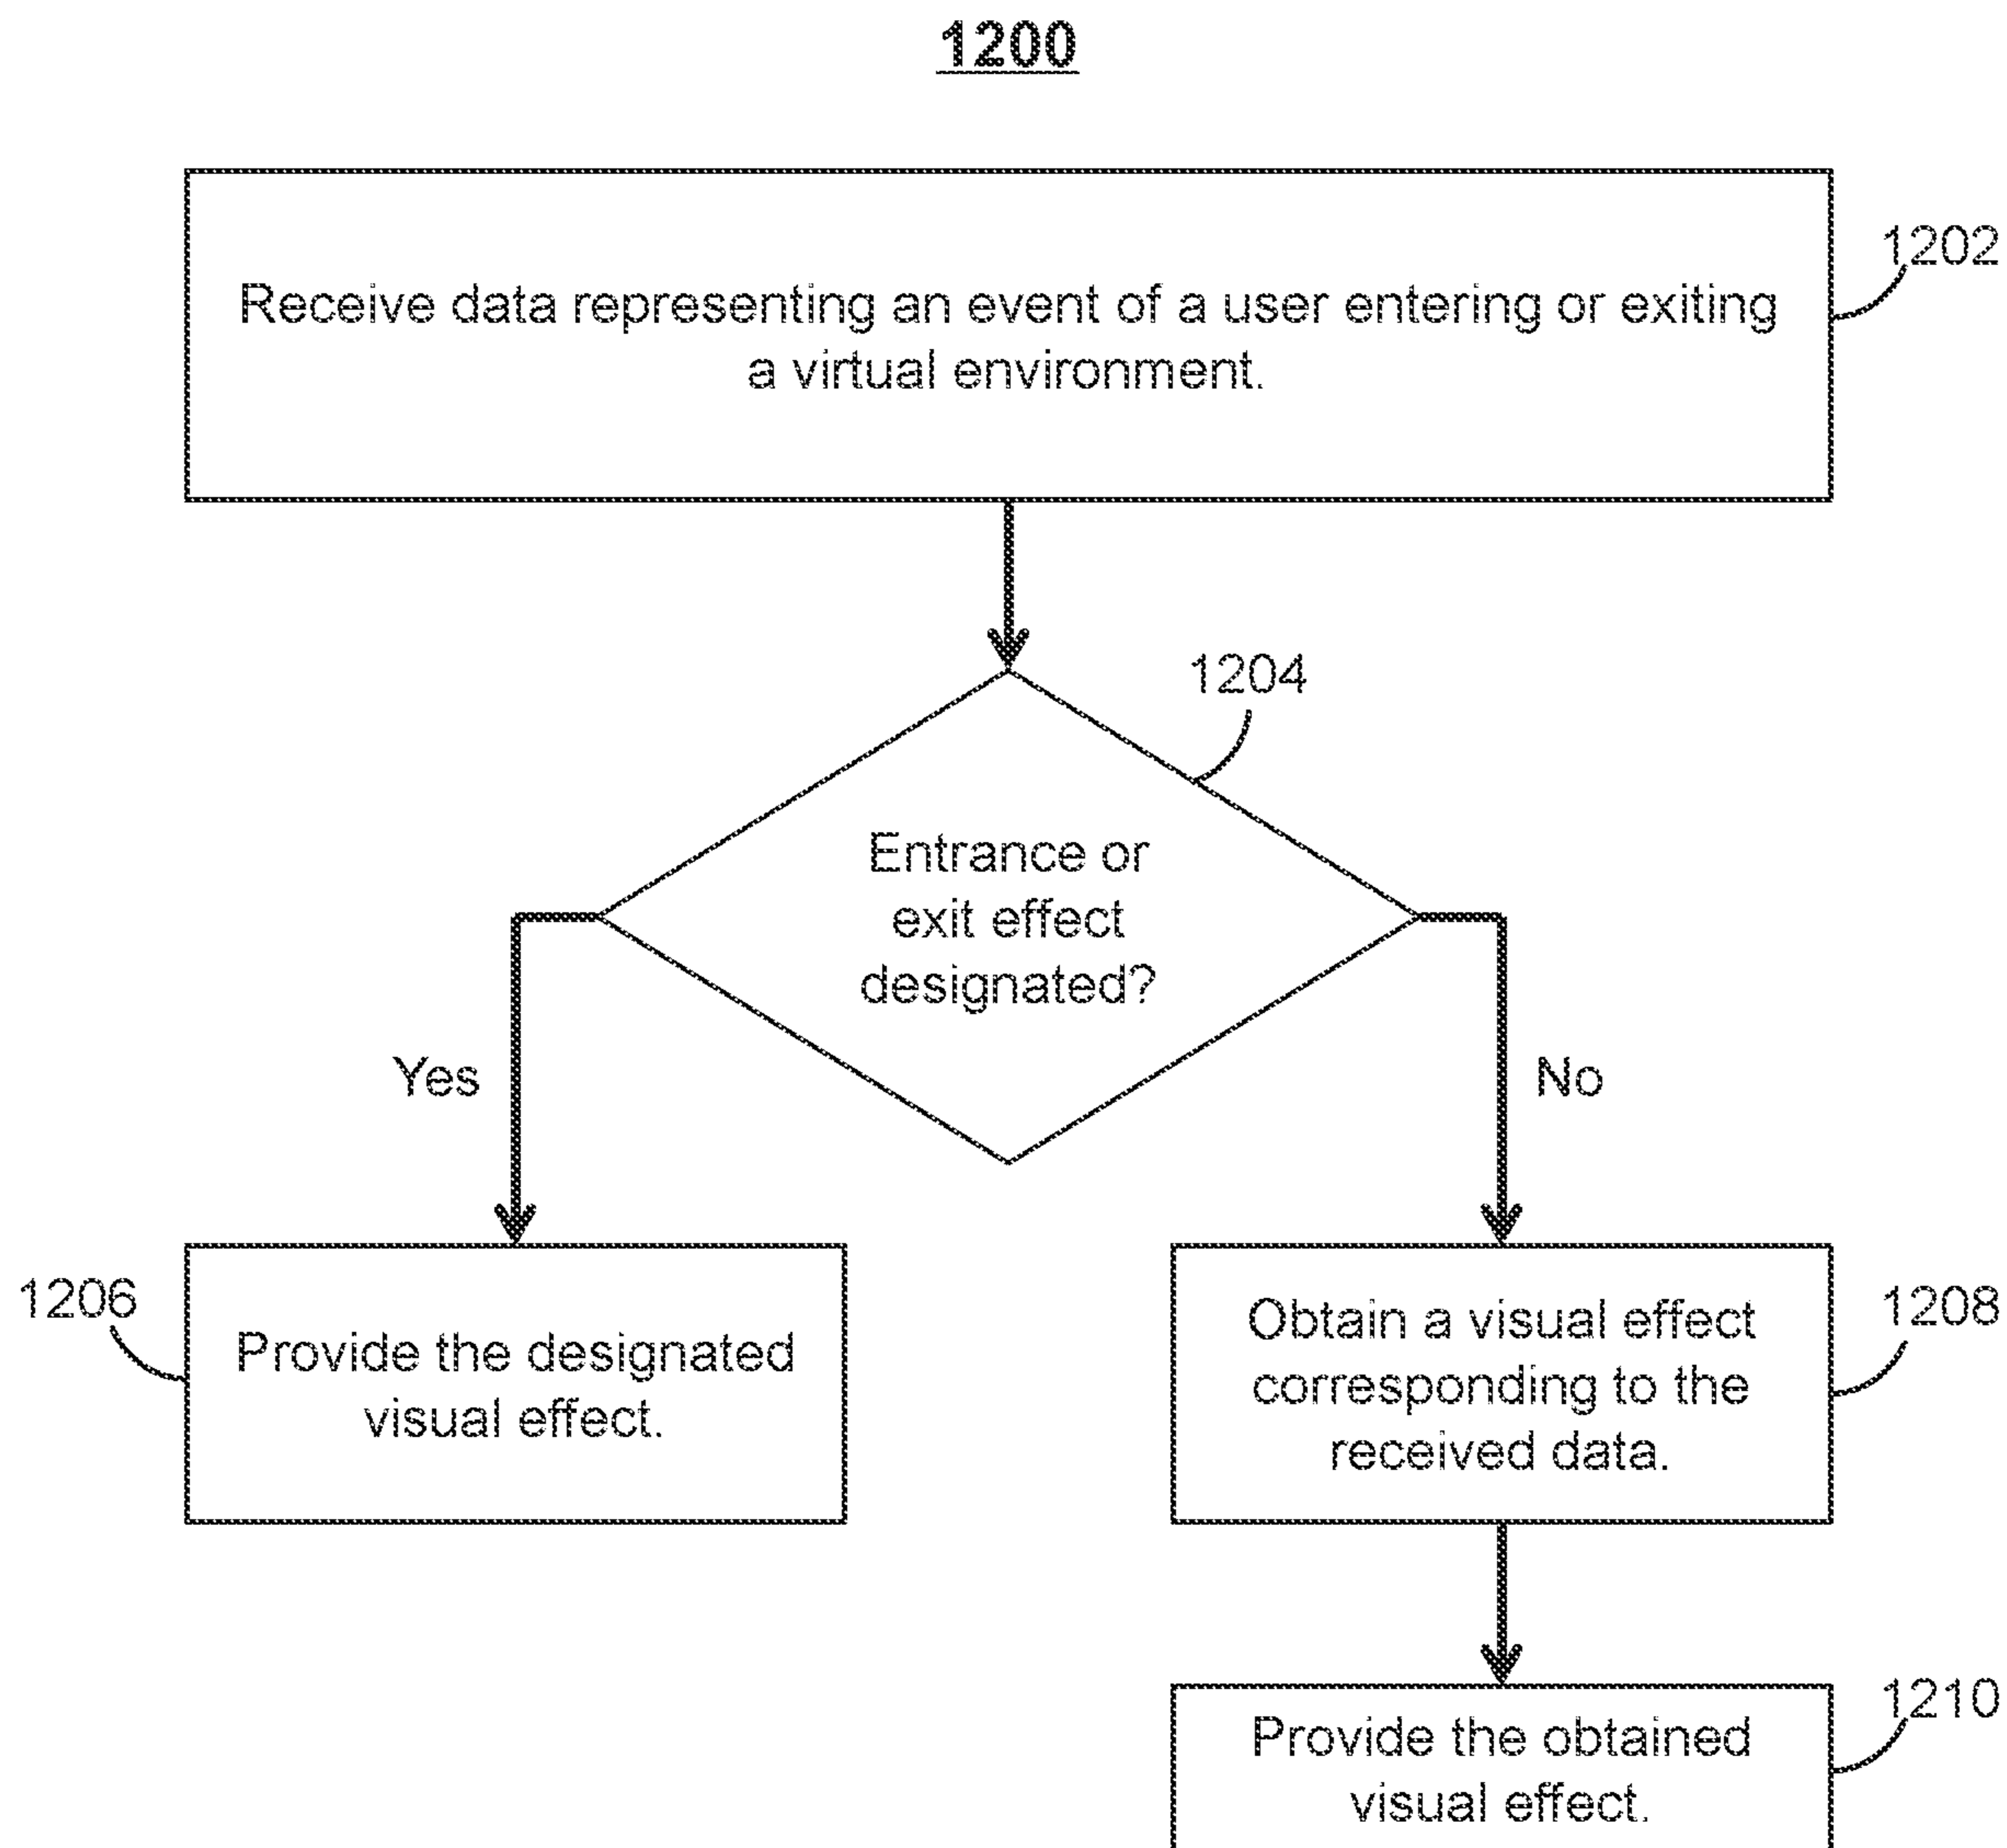 1200
1202
Receive data representing an event of a user entering or exiting
a virtual environment.
1204
Entrance or
exit effect
designated?
Yes
No
1206
Provide the designated
visual effect.
1208
Obtain a visual effect
corresponding to the
received data.
1210
Provide the obtained
visual effect.